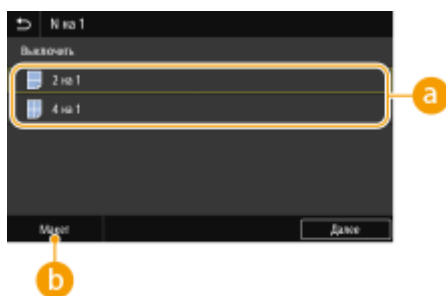 N на 1
Выключить
2 на 1
4 на 1
a
Макет
Далее
b